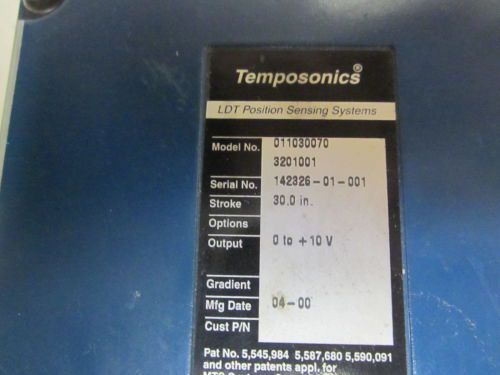 Temposonics®
LDT Position Sensing Systems
Model No. 011030070
3201001
Serial No. 142326-01-001
Stroke 30.0 in.
Options
Output 0 to +10 V
Gradient
Mfg Date 04-00
Cust P/N
Pat No. 5,545,984 5,587,680 5,590,091
and other patents appl. for